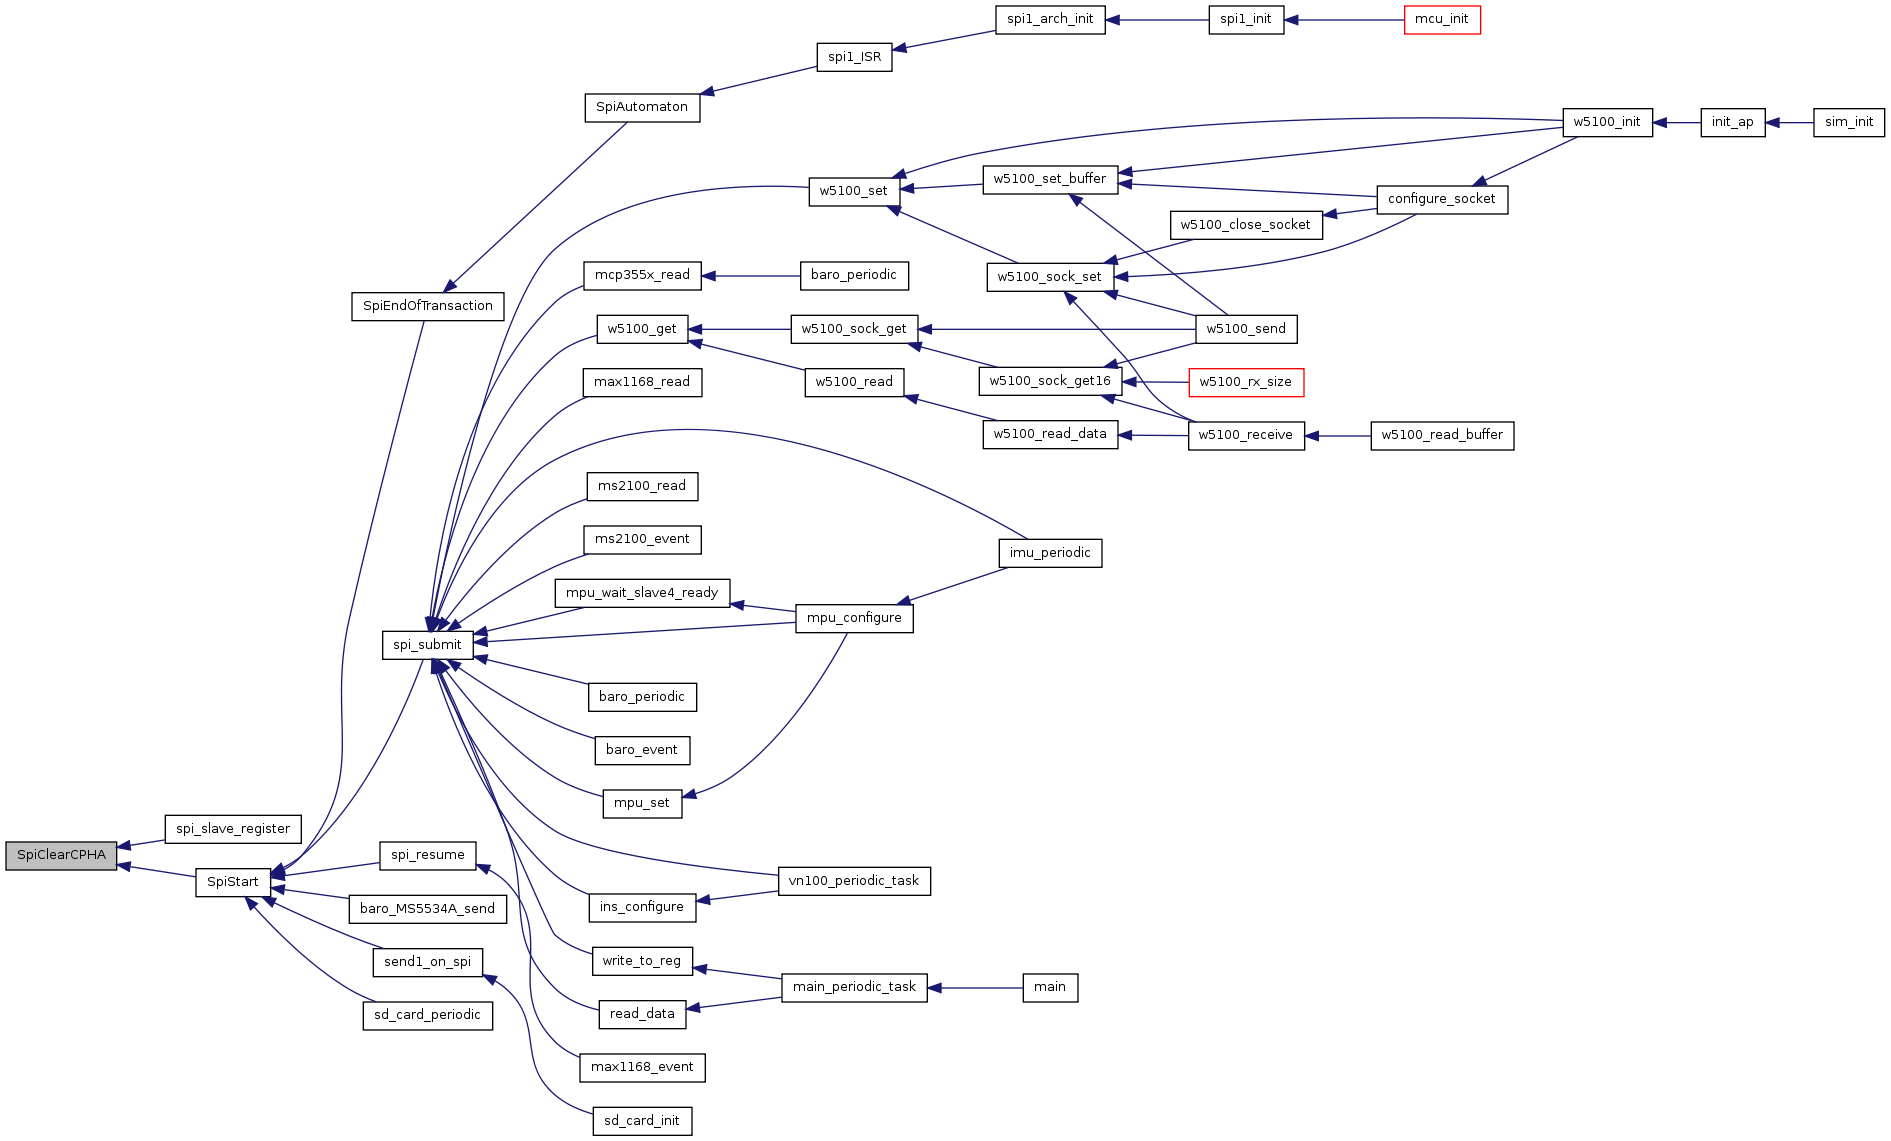 spi1_arch_init
spi1_init
mcu_init
spi1_ISR
SpiAutomaton
w5100_init
init_ap
sim_init
w5100_set
w5100_set_buffer
configure_socket
w5100_close_socket
mcp355x_read
baro_periodic
w5100_sock_set
SpiEndOfTransaction
w5100_get
w5100_sock_get
w5100_send
max1168_read
w5100_read
w5100_sock_get16
w5100_rx_size
w5100_read_data
w5100_receive
w5100_read_buffer
ms2100_read
ms2100_event
imu_periodic
mpu_wait_slave4_ready
mpu_configure
spi_submit
baro_periodic
baro_event
mpu_set
spi_slave_register
SpiClearCPHA
spi_resume
SpiStart
vn100_periodic_task
baro_MS5534A_send
ins_configure
send1_on_spi
write_to_reg
main_periodic_task
main
sd_card_periodic
read_data
max1168_event
sd_card_init